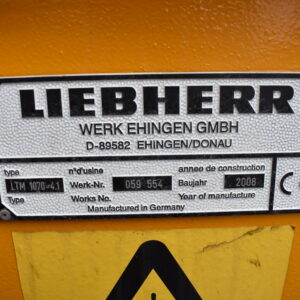 LIEBHERR
WERK EHINGEN GMBH
D-89582 EHINGEN/DONAU
type n°d'usine annee de construction
Type LTM 1070-4.1 Werk-Nr. 059 554 Baujahr 2008
type Works No. Year of manufacture
Manufactured in Germany